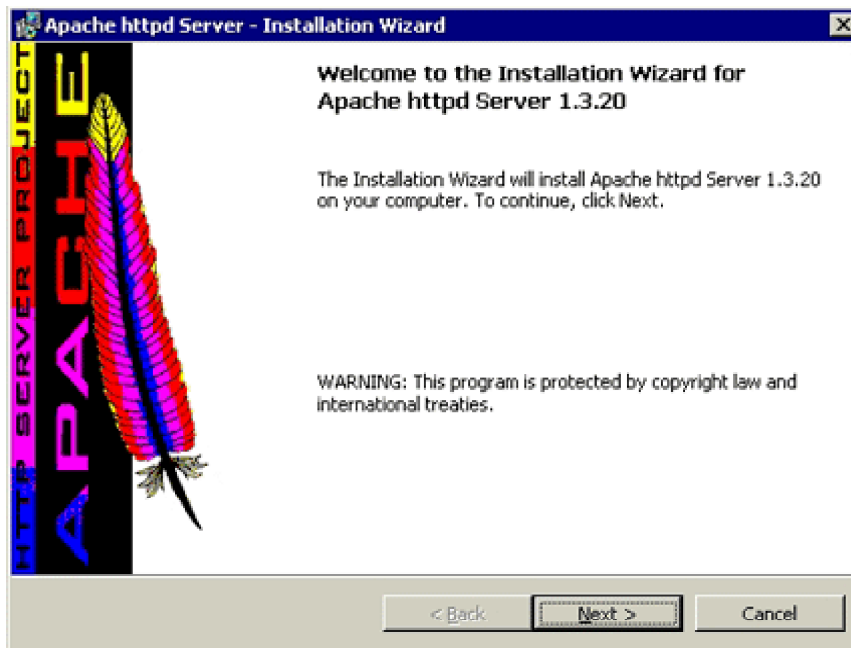 Apache httpd Server - Installation Wizard
HTTP SERVER PROJECT
APACHE
Welcome to the Installation Wizard for
Apache httpd Server 1.3.20
The Installation Wizard will install Apache httpd Server 1.3.20
on your computer. To continue, click Next.
WARNING: This program is protected by copyright law and
international treaties.
< Back
Next >
Cancel